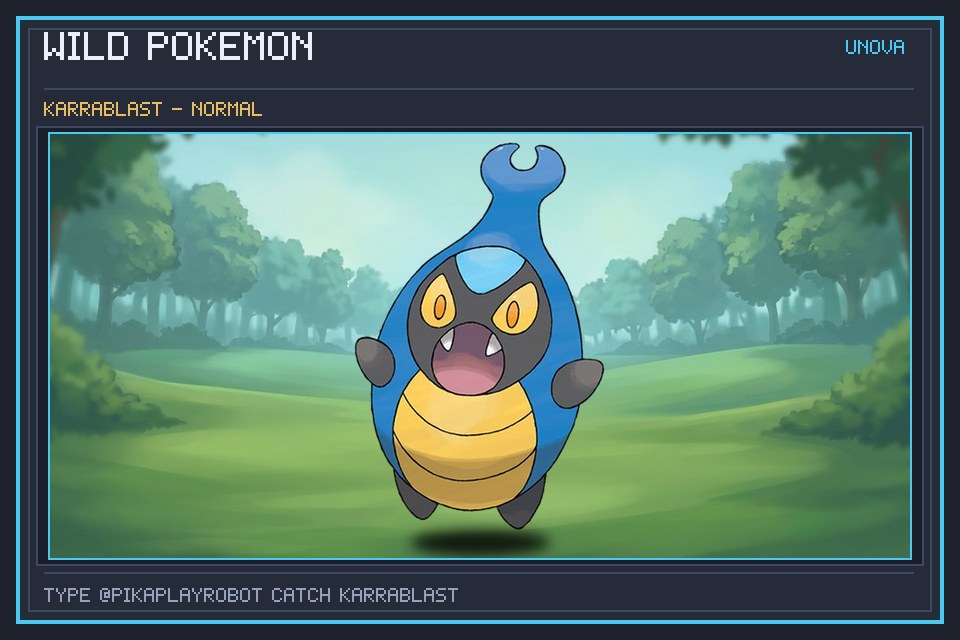 WILD POKEMON
UNOVA
KARRABLAST - NORMAL
TYPE @PIKAPLAYROBOT CATCH KARRABLAST